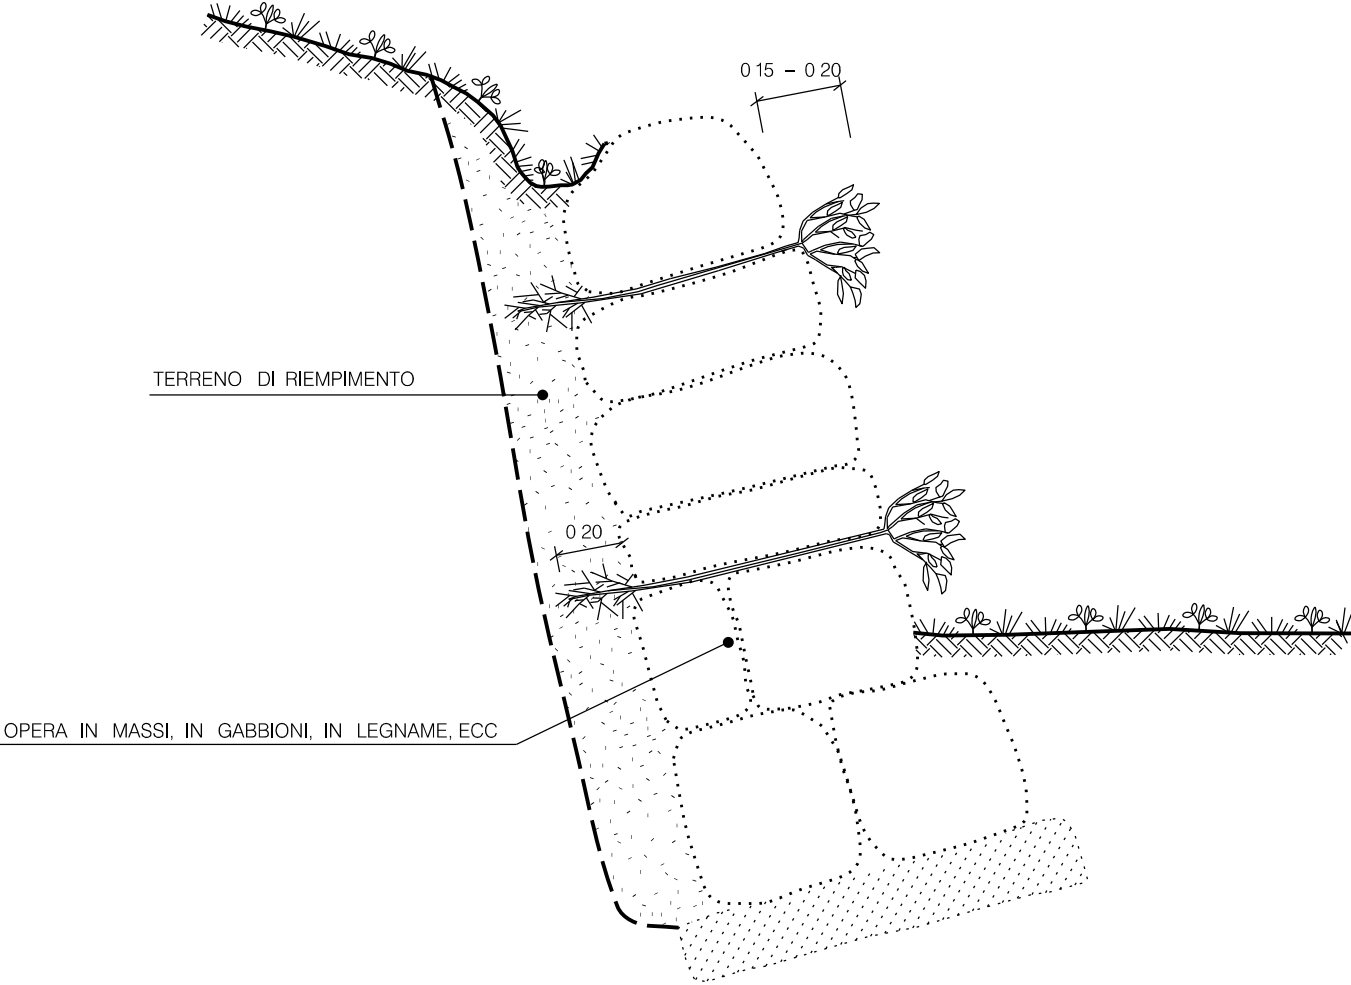 0 15 - 0 20
TERRENO DI RIEMPIMENTO
0 20
OPERA IN MASSI, IN GABBIONI, IN LEGNAME, ECC